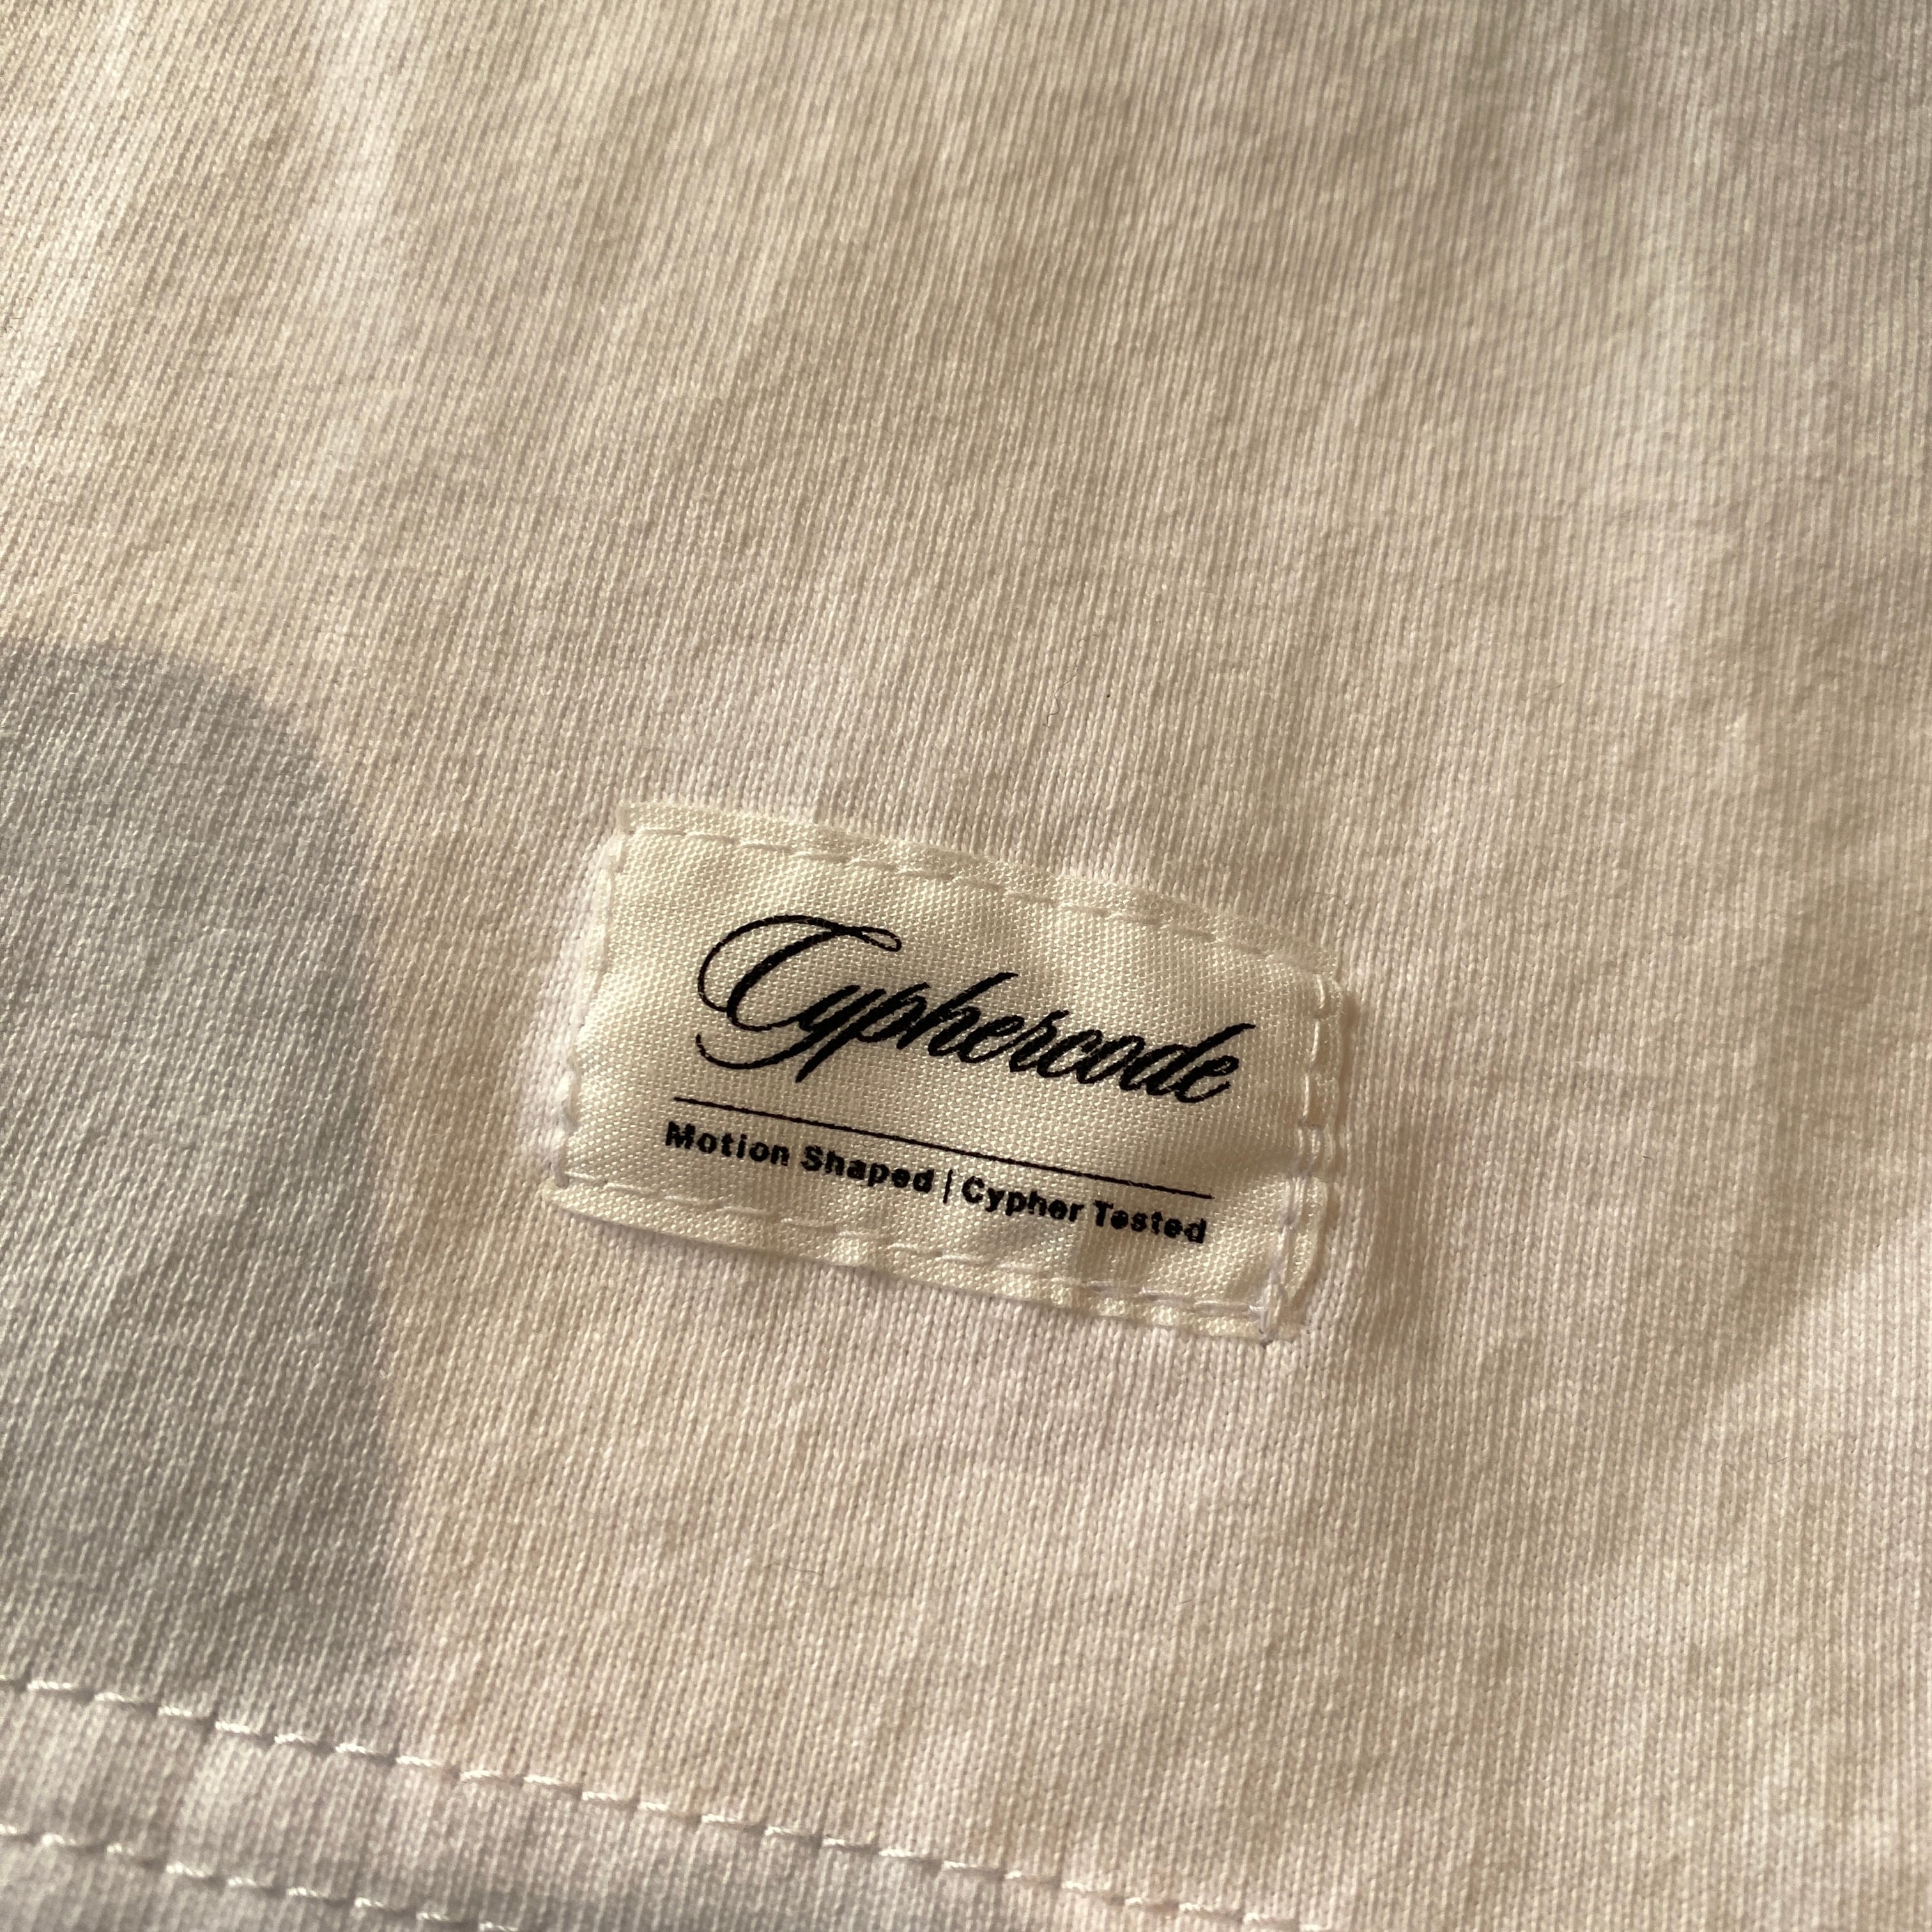 Cyphercode
Motion Shaped | Cypher Tested